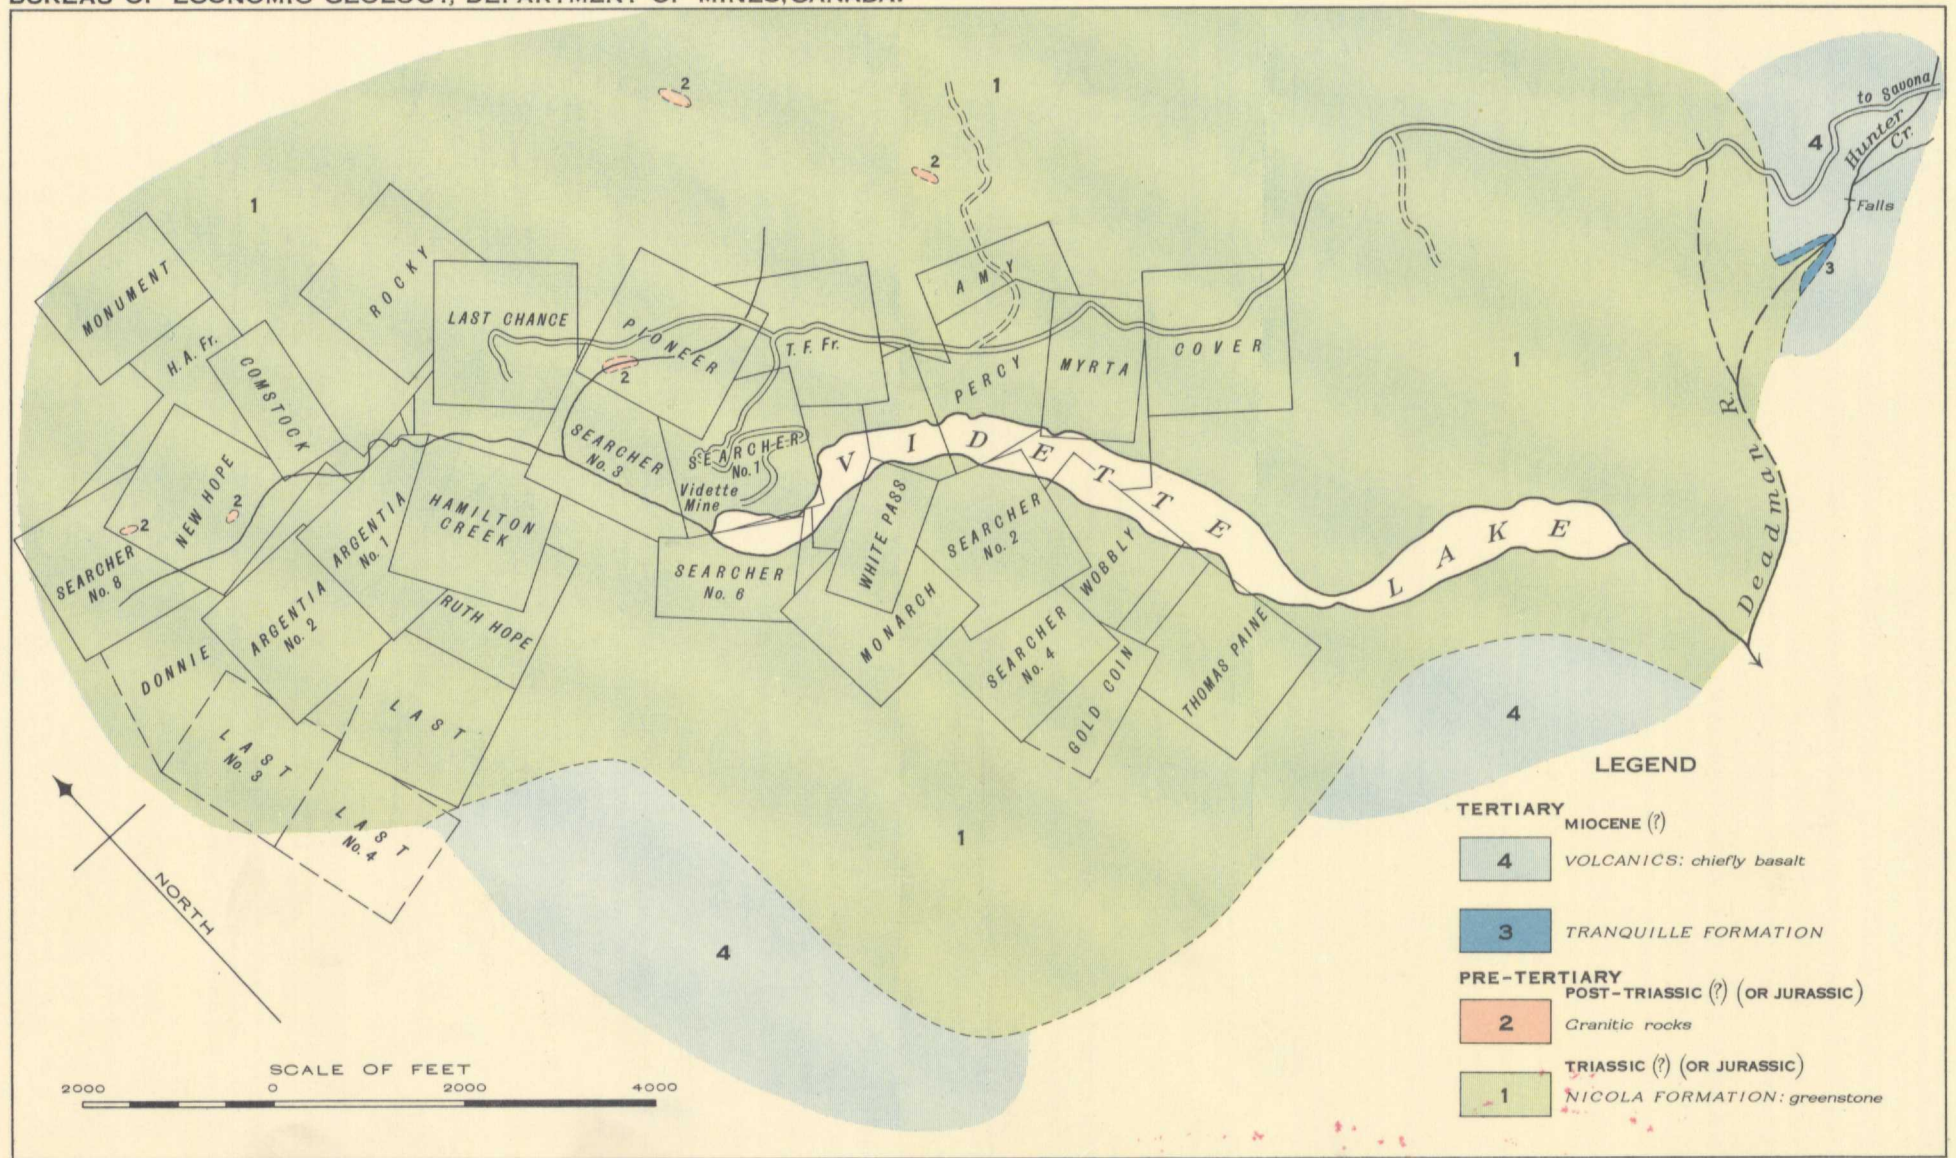 BUREAU OF ECONOMIC GEOLOGY, DEPARTMENT OF MINES, CANADA.
2
1
to Savona
4
Hunter
Cr.
2
Falls
1
3
MONUMENT
ROCKY
AMY
H. A. Fr.
LAST CHANCE
PIONEER
T. F. Fr.
COVER
1
2
PERCY
MYRTA
COMSTOCK
Deadman R.
SEARCHER
No. 3
SEARCHER
No. 1
VIDETTE LAKE
Vidette
Mine
NEW HOPE
2
2
ARGENTIA
No. 1
HAMILTON
CREEK
WHITE PASS
SEARCHER
No. 2
WOBBLY
SEARCHER
No. 8
SEARCHER
No. 6
ARGENTIA
No. 2
RUTH HOPE
MONARCH
SEARCHER
No. 4
THOMAS PAINE
DONNIE
GOLD COIN
LAST
4
LAST
No. 3
LAST
No. 4
1
NORTH
4
LEGEND
TERTIARY
MIOCENE (?)
4 VOLCANICS: chiefly basalt
3 TRANQUILLE FORMATION
PRE-TERTIARY
POST-TRIASSIC (?) (OR JURASSIC)
2 Granitic rocks
TRIASSIC (?) (OR JURASSIC)
1 NICOLA FORMATION: greenstone
SCALE OF FEET
2000 0 2000 4000